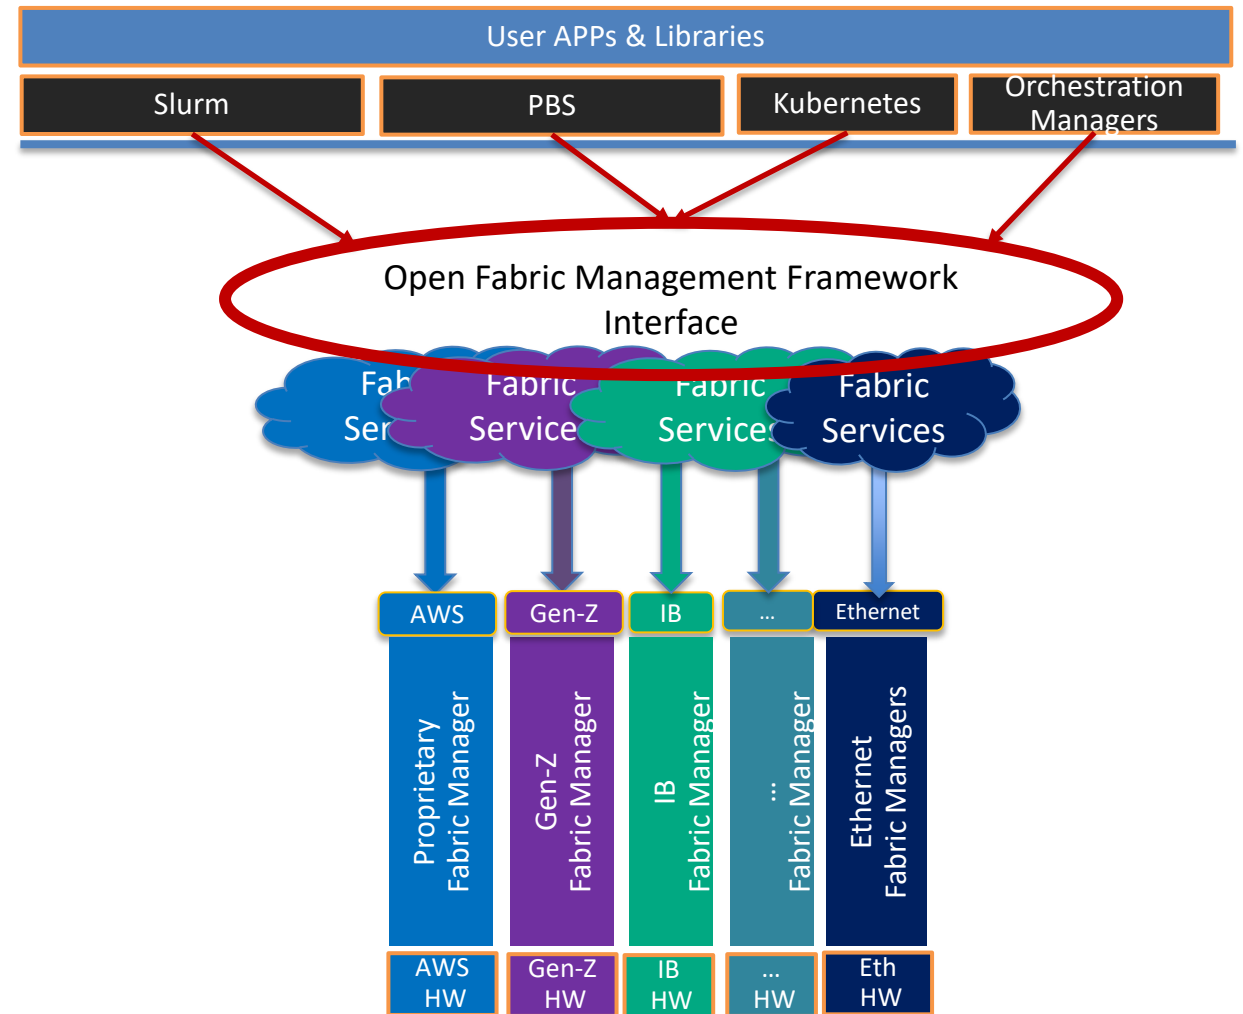 User APPs & Libraries
Slurm
PBS
Kubernetes
Orchestration
Managers
Open Fabric Management Framework
Interface
Fabric
Service
Fabric
Services
Fabric
Services
AWS
Gen-Z
IB
...
Ethernet
Proprietary
Fabric Manager
Gen-Z
Fabric Manager
IB
Fabric Manager
...
Fabric Manager
Ethernet
Fabric Managers
AWS
HW
Gen-Z
HW
IB
HW
...
HW
Eth
HW